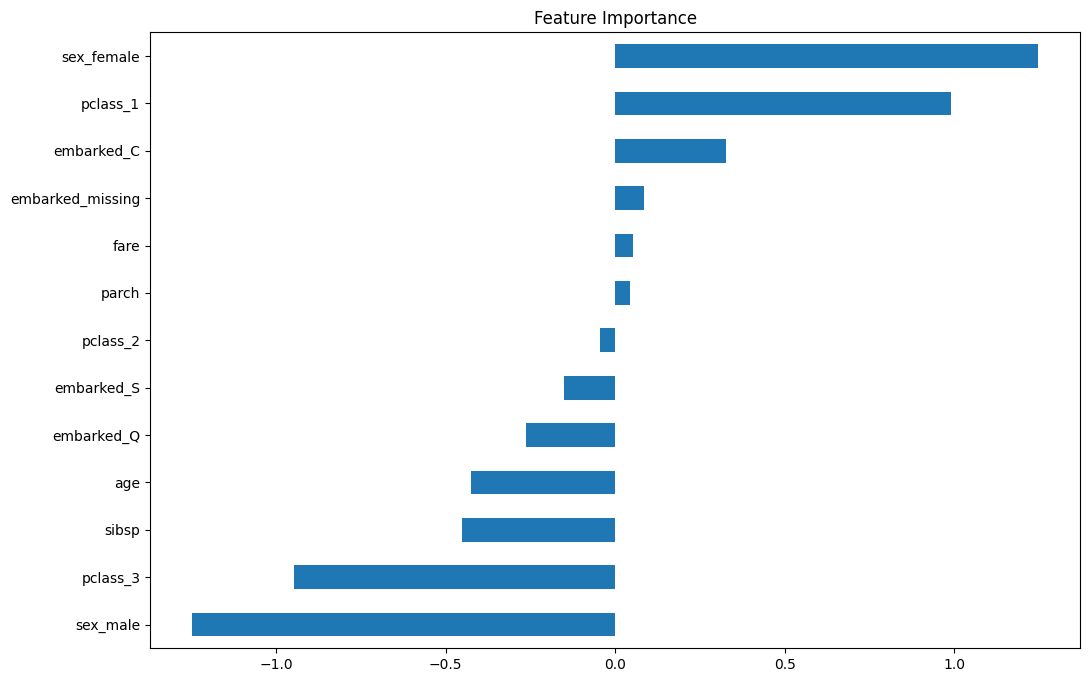 Feature Importance
sex_female
pclass_1
embarked_C
embarked_missing
fare
parch
pclass_2
embarked_S
embarked_Q
age
sibsp
pclass_3
sex_male
−1.0 −0.5 0.0 0.5 1.0